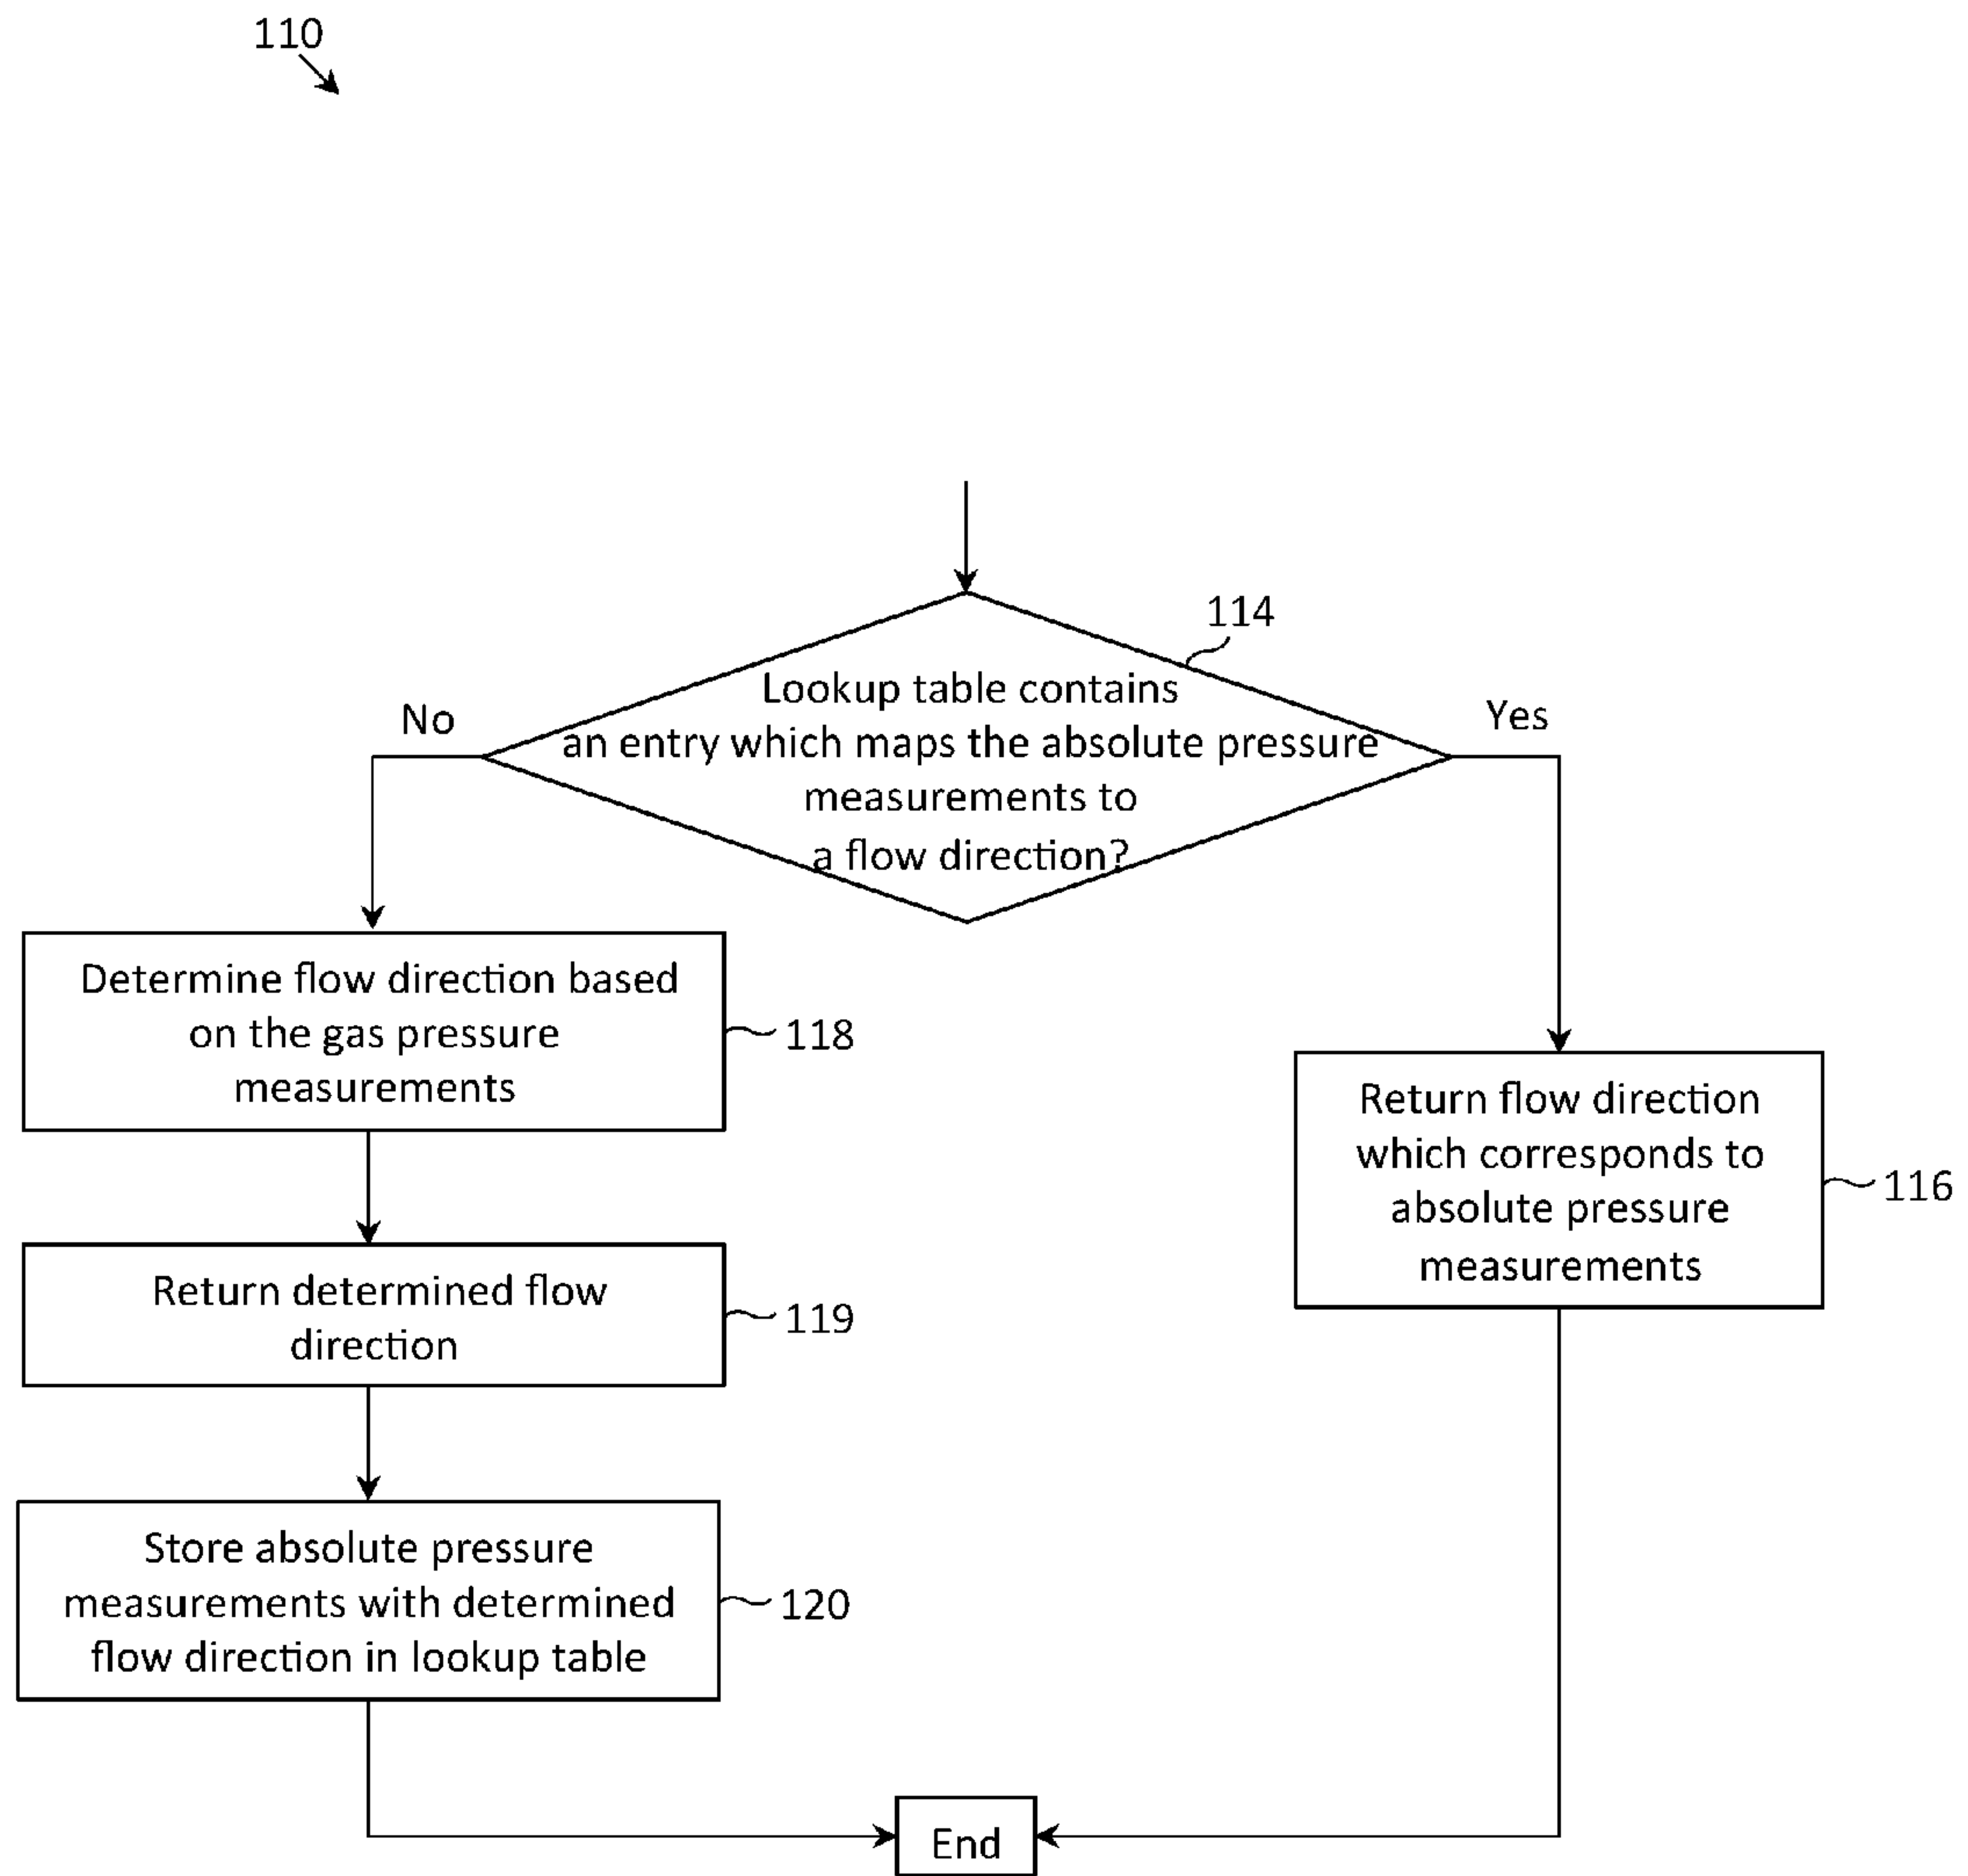 110
114
Lookup table contains
an entry which maps the absolute pressure
measurements to
a flow direction?
No
Yes
Determine flow direction based
on the gas pressure
measurements
118
Return flow direction
which corresponds to
absolute pressure
measurements
116
Return determined flow
direction
119
Store absolute pressure
measurements with determined
flow direction in lookup table
120
End